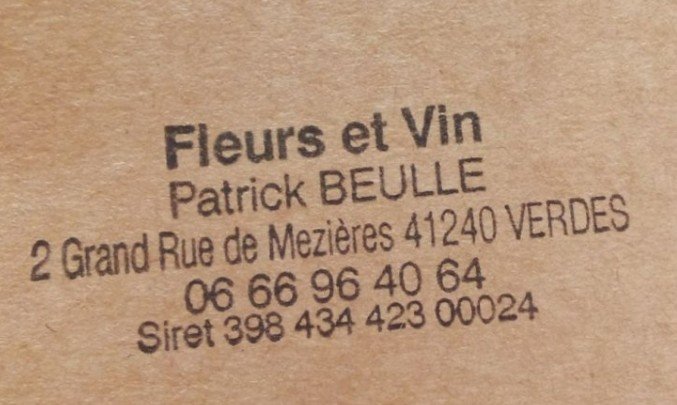 Fleurs et Vin
Patrick BEULLE
2 Grand Rue de Mezières 41240 VERDES
06 66 96 40 64
Siret 398 434 423 00024